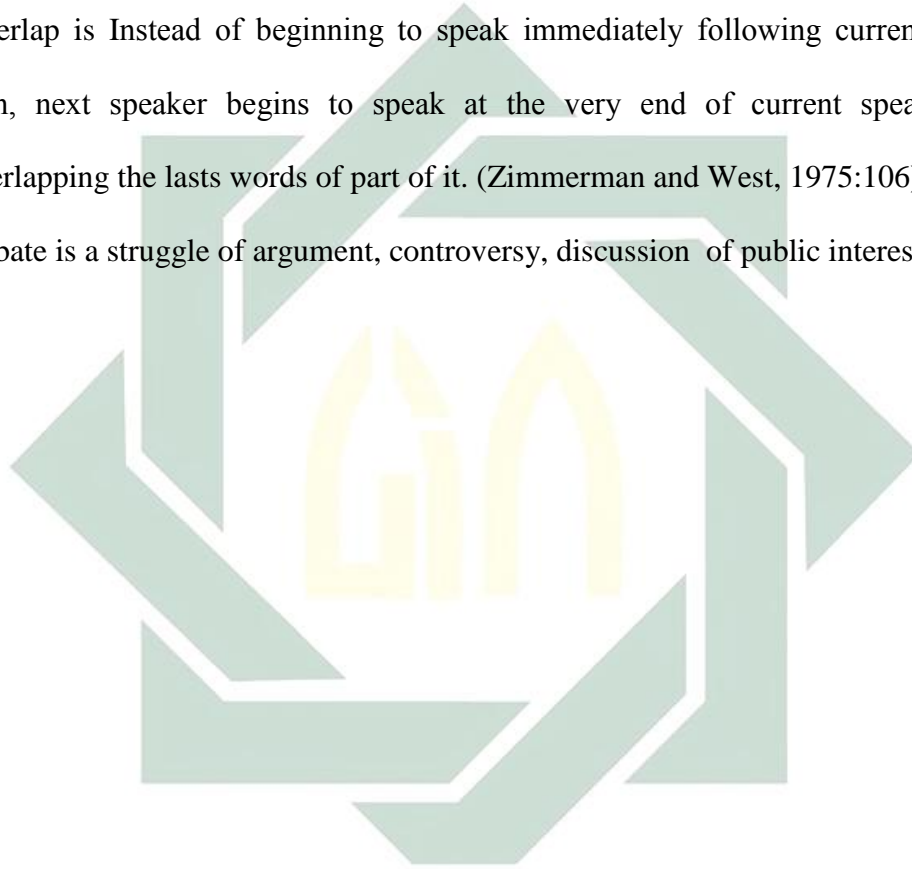 erlap is Instead of beginning to speak immediately following curren
n, next speaker begins to speak at the very end of current spea
erlapping the lasts words of part of it. (Zimmerman and West, 1975:106)
bate is a struggle of argument, controversy, discussion of public interes